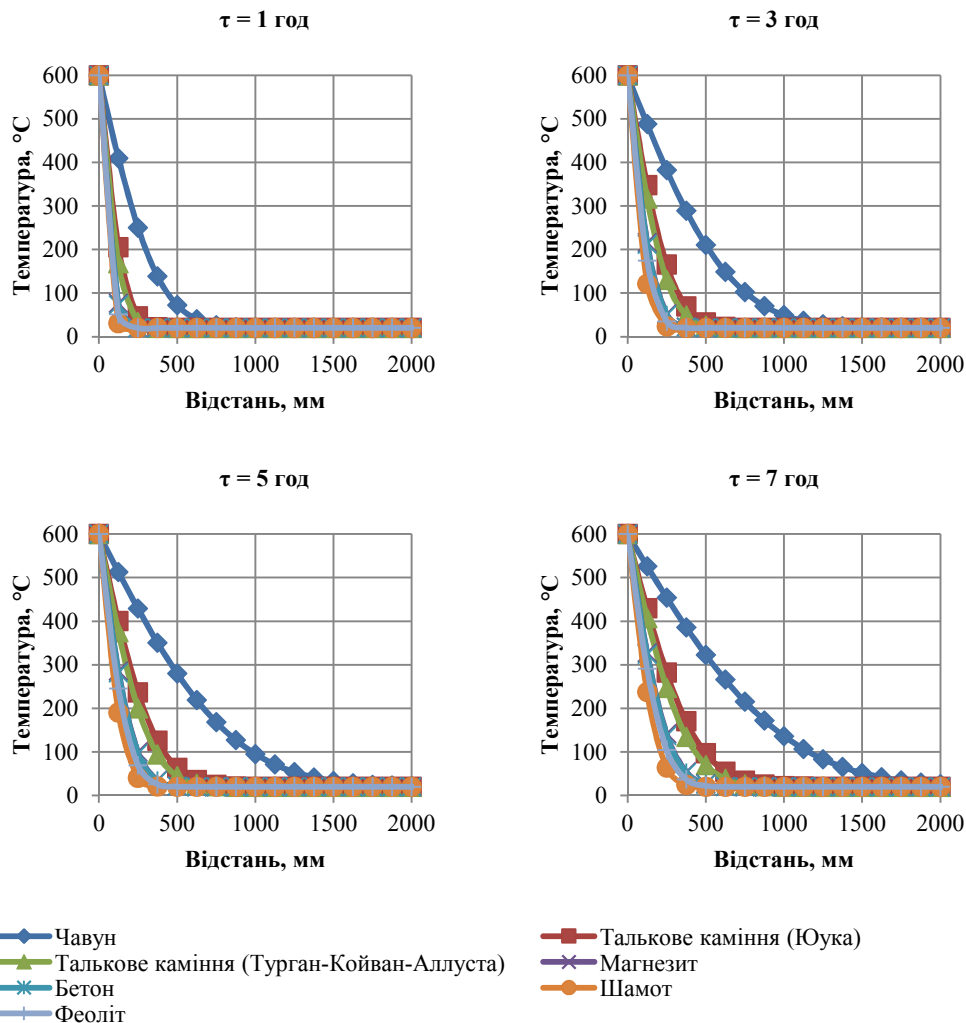 τ = 1 год
600
500
400
300
200
100
0
Температура, °С
0 500 1000 1500 2000
Відстань, мм
τ = 3 год
600
500
400
300
200
100
0
Температура, °С
0 500 1000 1500 2000
Відстань, мм
τ = 5 год
600
500
400
300
200
100
0
Температура, °С
0 500 1000 1500 2000
Відстань, мм
τ = 7 год
600
500
400
300
200
100
0
Температура, °С
0 500 1000 1500 2000
Відстань, мм
Чавун
Талькове каміння (Юука)
Талькове каміння (Турган-Койван-Аллуста)
Магнезит
Бетон
Шамот
Феоліт